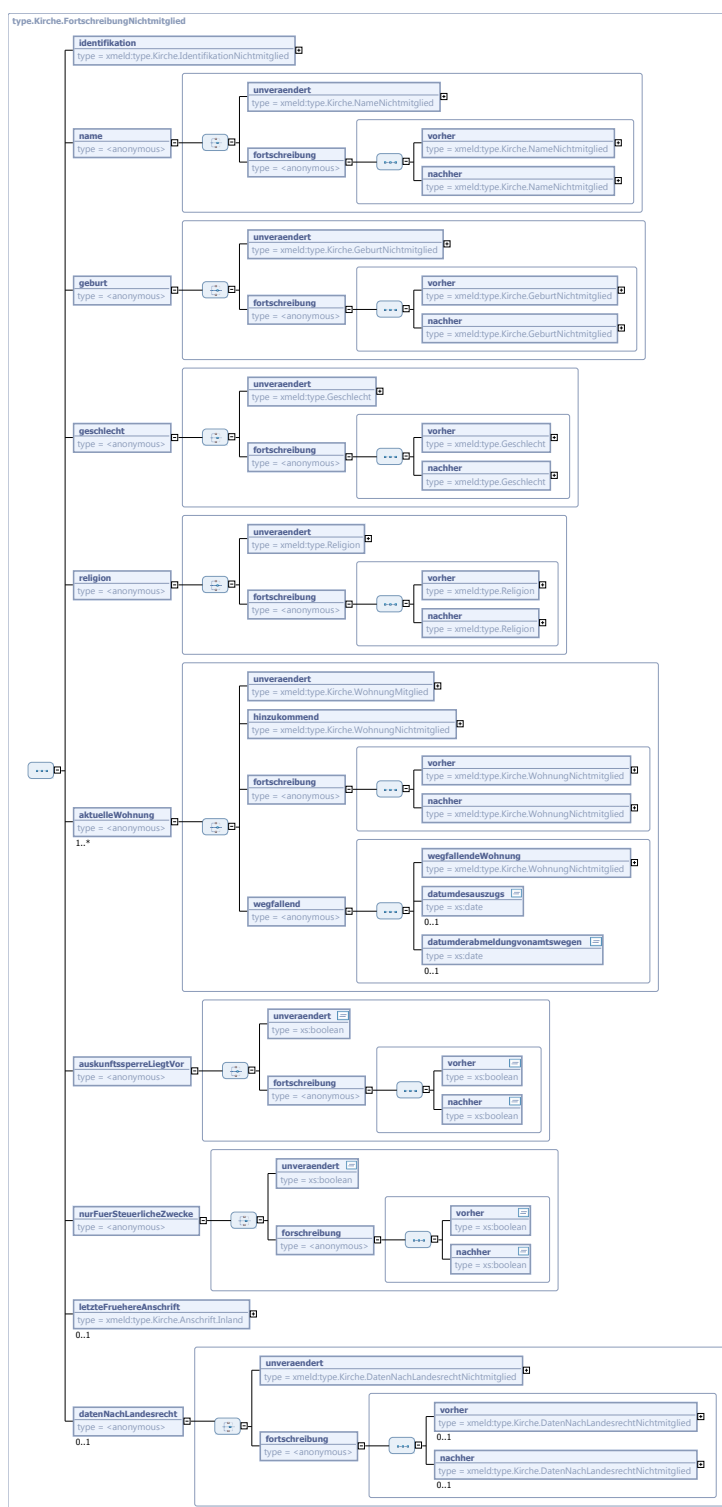 type.Kirche.FortschreibungNichtmitglied
identifikation
type = xmeld:type.Kirche.IdentifikationNichtmitglied
name
type = <anonymous>
unveraendert
type = xmeld:type.Kirche.NameNichtmitglied
fortschreibung
type = <anonymous>
vorher
type = xmeld:type.Kirche.NameNichtmitglied
nachher
type = xmeld:type.Kirche.NameNichtmitglied
geburt
type = <anonymous>
unveraendert
type = xmeld:type.Kirche.GeburtNichtmitglied
fortschreibung
type = <anonymous>
vorher
type = xmeld:type.Kirche.GeburtNichtmitglied
nachher
type = xmeld:type.Kirche.GeburtNichtmitglied
geschlecht
type = <anonymous>
unveraendert
type = xmeld:type.Geschlecht
fortschreibung
type = <anonymous>
vorher
type = xmeld:type.Geschlecht
nachher
type = xmeld:type.Geschlecht
religion
type = <anonymous>
unveraendert
type = xmeld:type.Religion
fortschreibung
type = <anonymous>
vorher
type = xmeld:type.Religion
nachher
type = xmeld:type.Religion
aktuelleWohnung
type = <anonymous>
1..*
unveraendert
type = xmeld:type.Kirche.WohnungMitglied
hinzukommend
type = xmeld:type.Kirche.WohnungNichtmitglied
fortschreibung
type = <anonymous>
vorher
type = xmeld:type.Kirche.WohnungNichtmitglied
nachher
type = xmeld:type.Kirche.WohnungNichtmitglied
wegfallend
type = <anonymous>
wegfallendeWohnung
type = xmeld:type.Kirche.WohnungNichtmitglied
datumdesauszugs
type = xs:date
0..1
datumderabmeldungvonamtswegen
type = xs:date
0..1
auskunftssperreLiegtVor
type = <anonymous>
unveraendert
type = xs:boolean
fortschreibung
type = <anonymous>
vorher
type = xs:boolean
nachher
type = xs:boolean
nurFuerSteuerlicheZwecke
type = <anonymous>
unveraendert
type = xs:boolean
forschreibung
type = <anonymous>
vorher
type = xs:boolean
nachher
type = xs:boolean
letzteFruehereAnschrift
type = xmeld:type.Kirche.Anschrift.Inland
0..1
datenNachLandesrecht
type = <anonymous>
0..1
unveraendert
type = xmeld:type.Kirche.DatenNachLandesrechtNichtmitglied
fortschreibung
type = <anonymous>
vorher
type = xmeld:type.Kirche.DatenNachLandesrechtNichtmitglied
0..1
nachher
type = xmeld:type.Kirche.DatenNachLandesrechtNichtmitglied
0..1